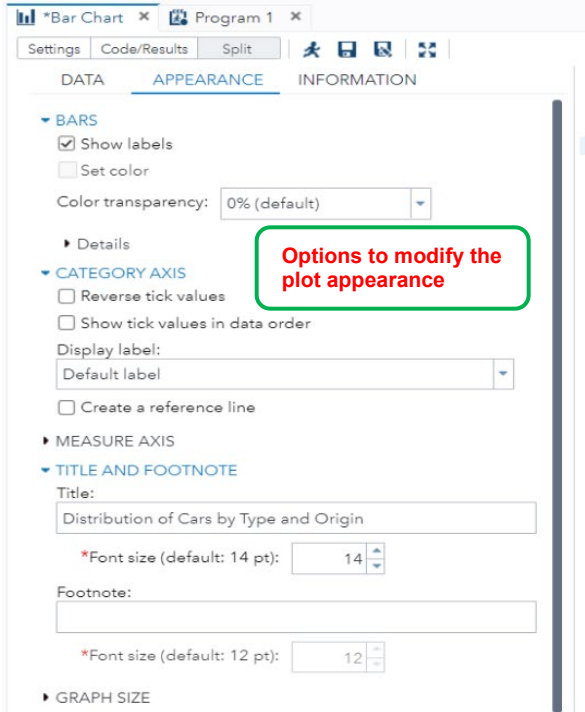 *Bar Chart × Program 1 ×
Settings Code/Results Split
DATA APPEARANCE INFORMATION
BARS
Show labels
Set color
Color transparency: 0% (default)
Details
Options to modify the
plot appearance
CATEGORY AXIS
Reverse tick values
Show tick values in data order
Display label:
Default label
Create a reference line
MEASURE AXIS
TITLE AND FOOTNOTE
Title:
Distribution of Cars by Type and Origin
*Font size (default: 14 pt): 14
Footnote:
*Font size (default: 12 pt): 12
GRAPH SIZE